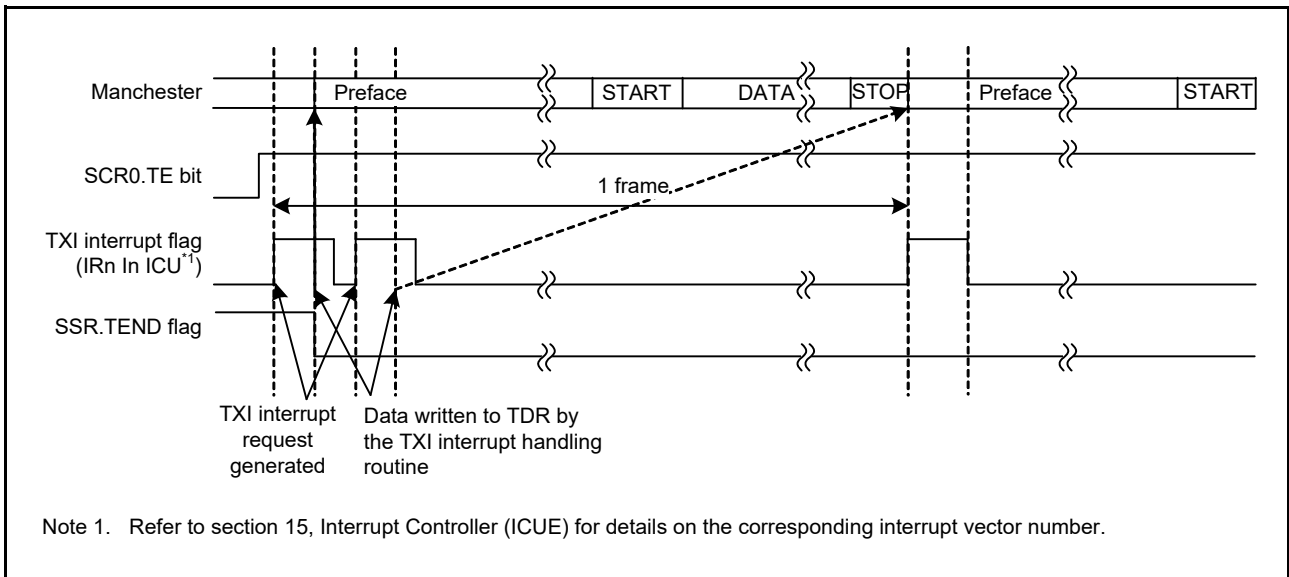 Manchester
Preface
START
DATA
STOP
Preface
START
SCR0.TE bit
1 frame
TXI interrupt flag
(IRn In ICU*1)
SSR.TEND flag
TXI interrupt
request
generated
Data written to TDR by
the TXI interrupt handling
routine
Note 1. Refer to section 15, Interrupt Controller (ICUE) for details on the corresponding interrupt vector number.